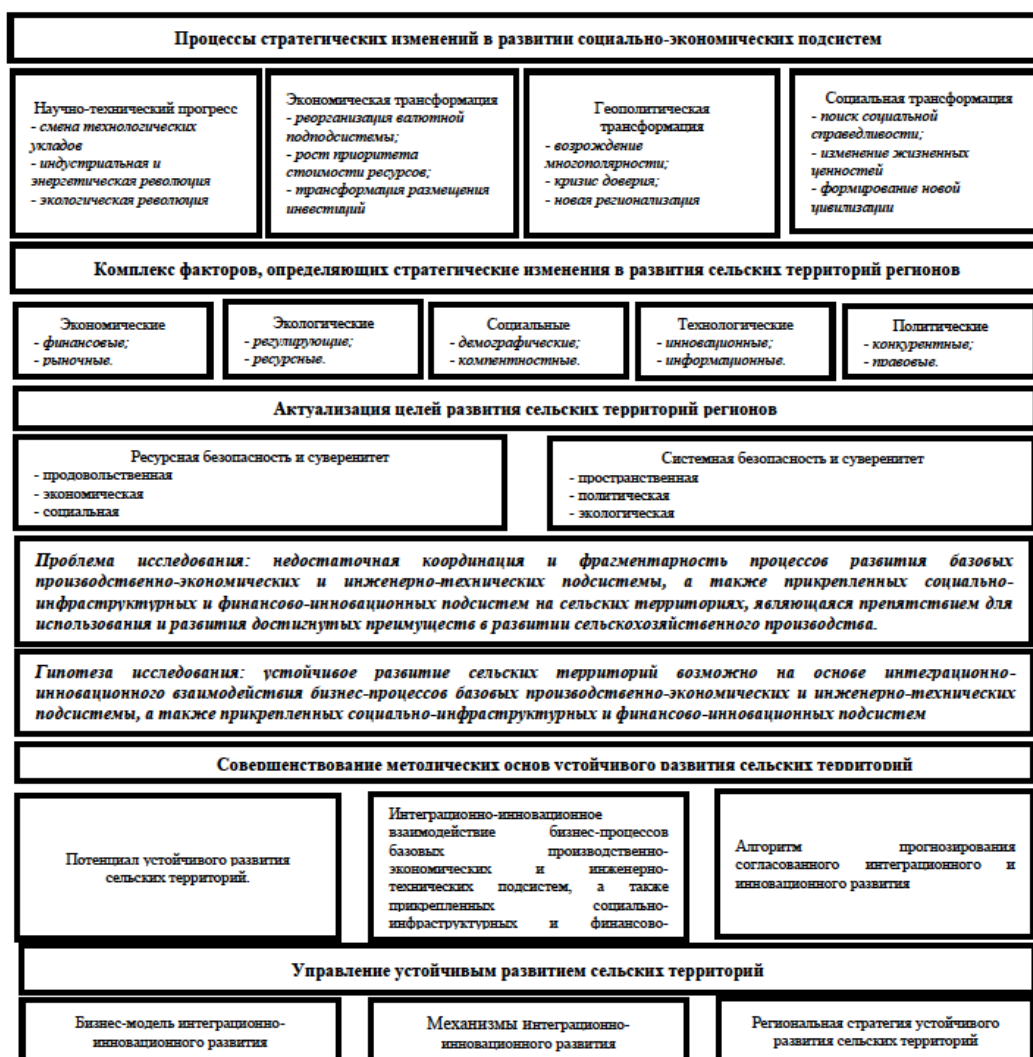 Процессы стратегических изменений в развитии социально-экономических подсистем
Научно-технический прогресс
- смена технологических
укладов
- индустриальная и
энергетическая революция
- экологическая революция
Экономическая трансформация
- реорганизация валютной
подподсистемы;
- рост приоритета
стоимости ресурсов;
- трансформация размещения
инвестиций
Геополитическая
трансформация
- возрождение
многополярности;
- кризис доверия;
- новая регионализация
Социальная трансформация
- поиск социальной
справедливости;
- изменение жизненных
ценностей
- формирование новой
цивилизации
Комплекс факторов, определяющих стратегические изменения в развития сельских территорий регионов
Экономические
- финансовые;
- рыночные.
Экологические
- регулирующие;
- ресурсные.
Социальные
- демографические;
- компентностные.
Технологические
- инновационные;
- информационные.
Политические
- конкурентные;
- правовые.
Актуализация целей развития сельских территорий регионов
Ресурсная безопасность и суверенитет
- продовольственная
- экономическая
- социальная
Системная безопасность и суверенитет
- пространственная
- политическая
- экологическая
Проблема исследования: недостаточная координация и фрагментарность процессов развития базовых
производственно-экономических и инженерно-технических подсистемы, а также прикрепленных социально-
инфраструктурных и финансово-инновационных подсистем на сельских территориях, являющаяся препятствием для
использования и развития достигнутых преимуществ в развитии сельскохозяйственного производства.
Гипотеза исследования: устойчивое развитие сельских территорий возможно на основе интеграционно-
инновационного взаимодействия бизнес-процессов базовых производственно-экономических и инженерно-технических
подсистемы, а также прикрепленных социально-инфраструктурных и финансово-инновационных подсистем
Совершенствование методических основ устойчивого развития сельских территорий
Потенциал устойчивого развития
сельских территорий.
Интеграционно-инновационное
взаимодействие бизнес-процессов
базовых производственно-
экономических и инженерно-
технических подсистем, а также
прикрепленных социально-
инфраструктурных и финансово-
Алгоритм прогнозирования
согласованного интеграционного и
инновационного развития
Управление устойчивым развитием сельских территорий
Бизнес-модель интеграционно-
инновационного развития
Механизмы интеграционно-
инновационного развития
Региональная стратегия устойчивого
развития сельских территорий